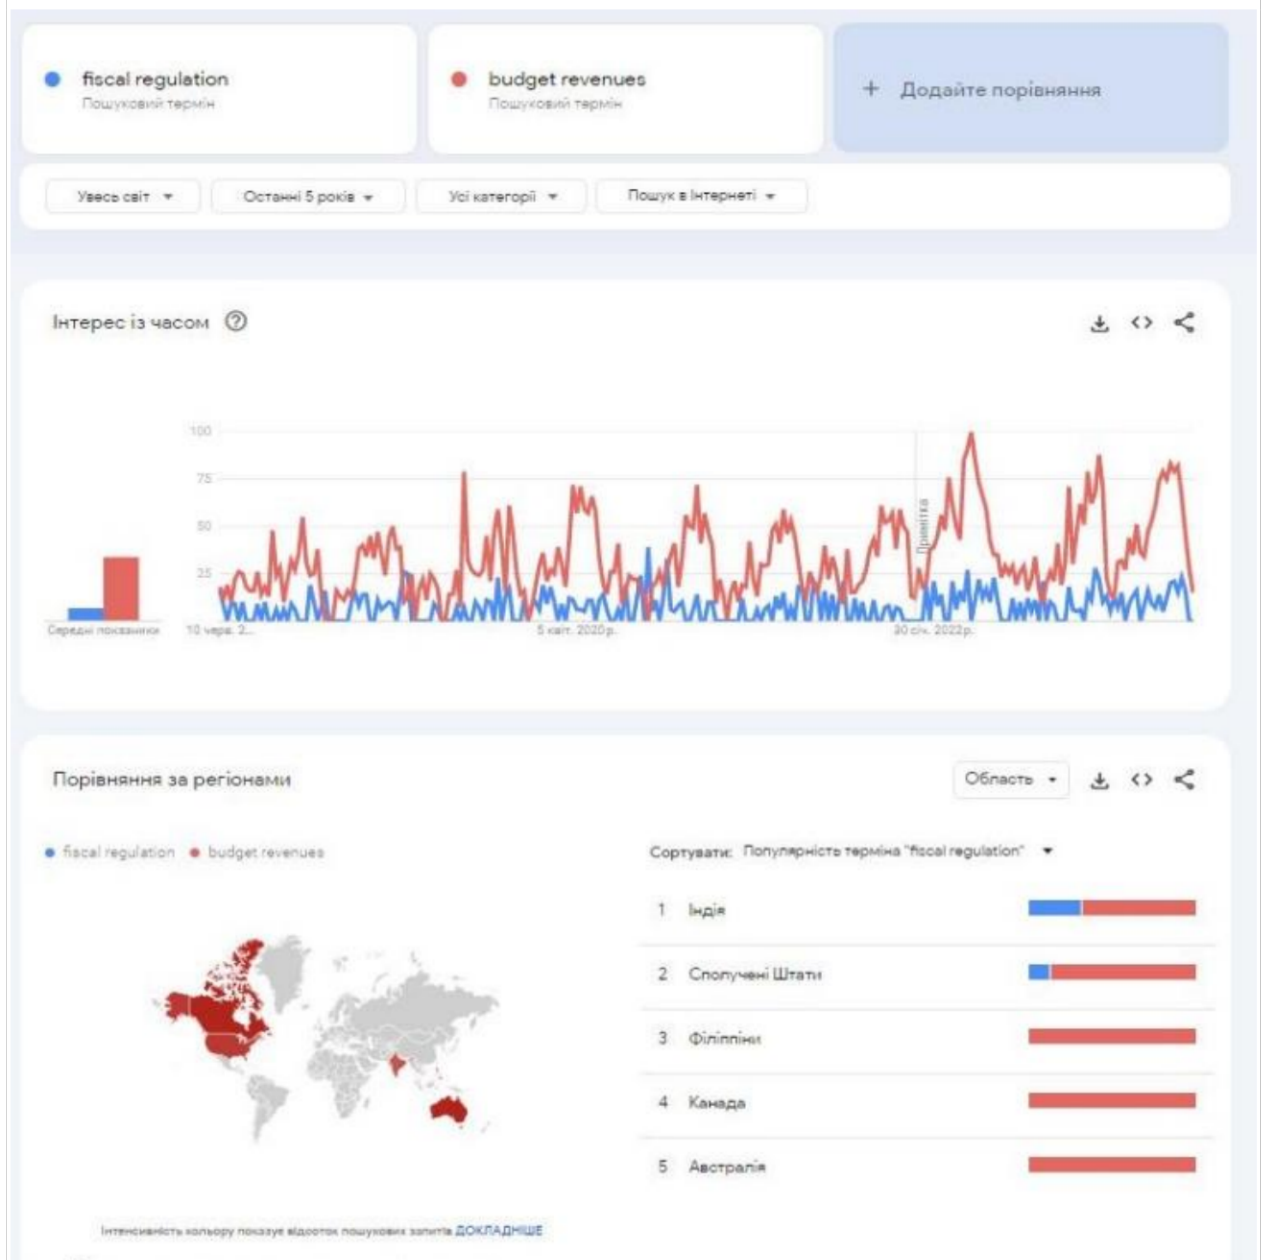 fiscal regulation
Пошуковий термін
budget revenues
Пошуковий термін
+ Додайте порівняння
Увесь світ
Останні 5 років
Усі категорії
Пошук в Інтернеті
Інтерес із часом
100
75
50
25
Примітка
Середні показники
10 черв. 2...
5 квіт. 2020 р.
30 січ. 2022 р.
Порівняння за регіонами
Область
fiscal regulation budget revenues
Сортувати: Популярність терміна "fiscal regulation"
1 Індія
2 Сполучені Штати
3 Філіппіни
4 Канада
5 Австралія
Інтенсивність кольору показує відсоток пошукових запитів ДОКЛАДНІШЕ